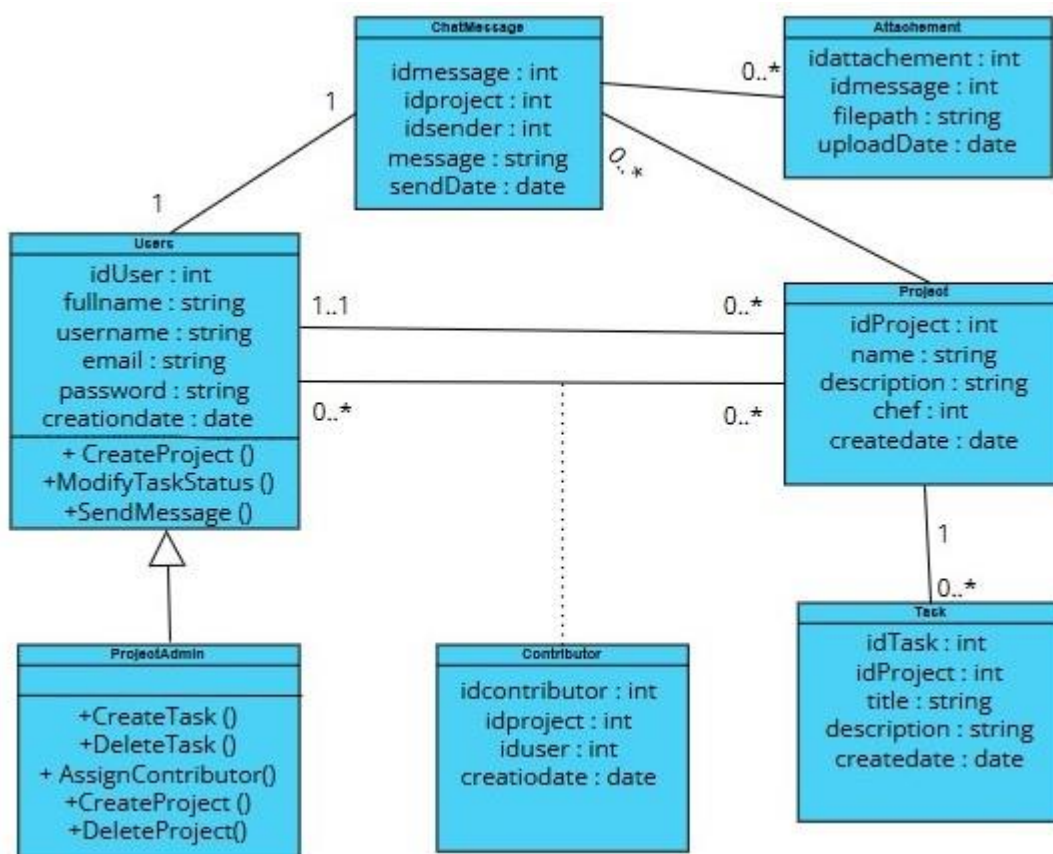 ChatMessage
idmessage : int
idproject : int
idsender : int
message : string
sendDate : date
Attachement
idattachement : int
idmessage : int
filepath : string
uploadDate : date
0..*
1
0..*
1
Users
idUser : int
fullname : string
username : string
email : string
password : string
creationdate : date
+ CreateProject ()
+ModifyTaskStatus ()
+SendMessage ()
1..1
0..*
0..*
0..*
Project
idProject : int
name : string
description : string
chef : int
createdate : date
1
0..*
ProjectAdmin
+CreateTask ()
+DeleteTask ()
+ AssignContributor()
+CreateProject ()
+DeleteProject()
Contributor
idcontributor : int
idproject : int
iduser : int
creatiodate : date
Task
idTask : int
idProject : int
title : string
description : string
createdate : date